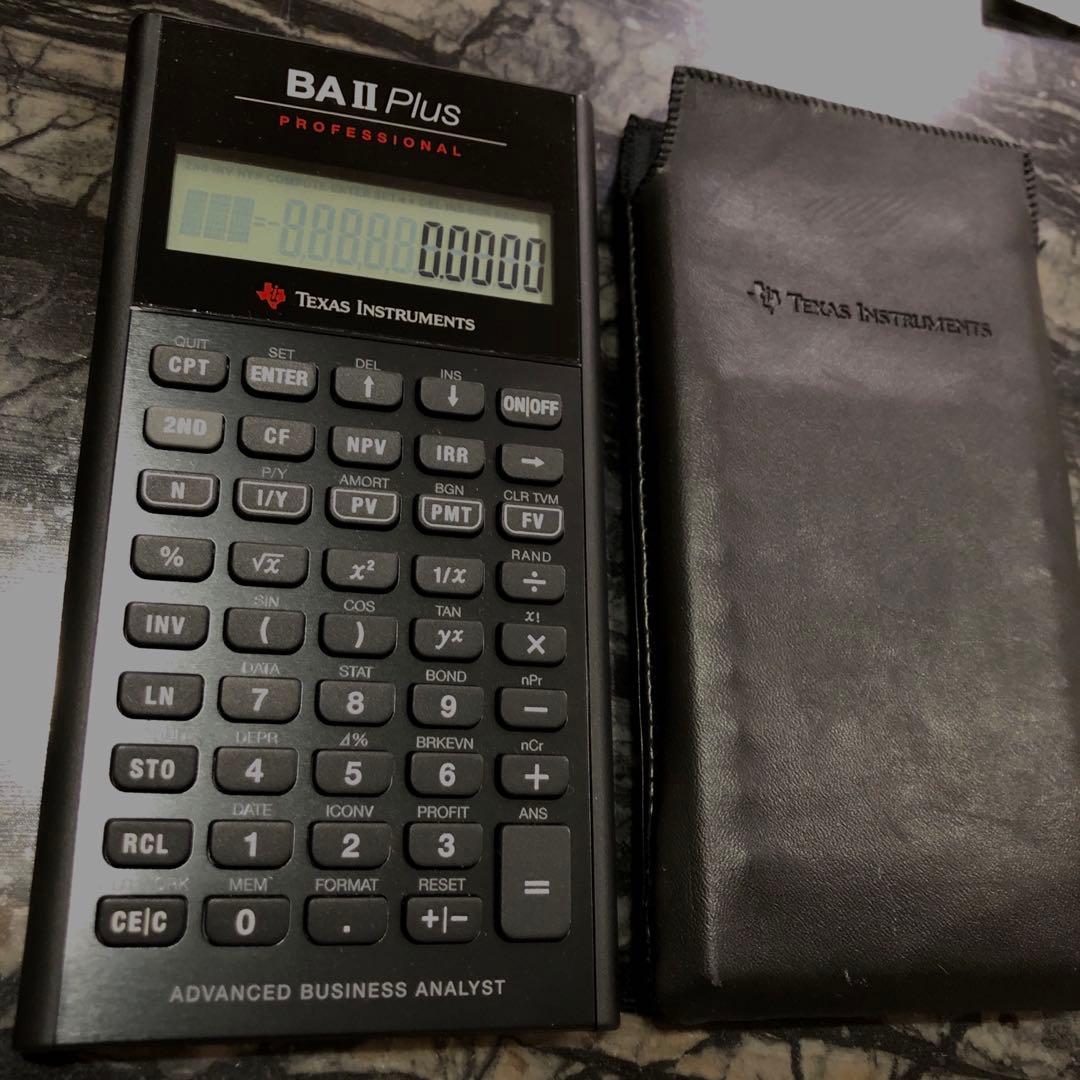 BA II Plus
PROFESSIONAL
0.0000
TEXAS INSTRUMENTS
QUIT SET DEL INS
CPT ENTER ↑ ↓ ON|OFF
2ND CF NPV IRR →
P/Y AMORT BGN CLR TVM
N I/Y PV PMT FV
RAND
% √x x² 1/x ÷
SIN COS TAN x!
INV ( ) yx ×
DATA STAT BOND nPr
LN 7 8 9 −
DEPR Δ% BRKEVN nCr
STO 4 5 6 +
DATE ICONV PROFIT ANS
RCL 1 2 3 =
MEM FORMAT RESET
CE|C 0 . +|−
ADVANCED BUSINESS ANALYST
TEXAS INSTRUMENTS